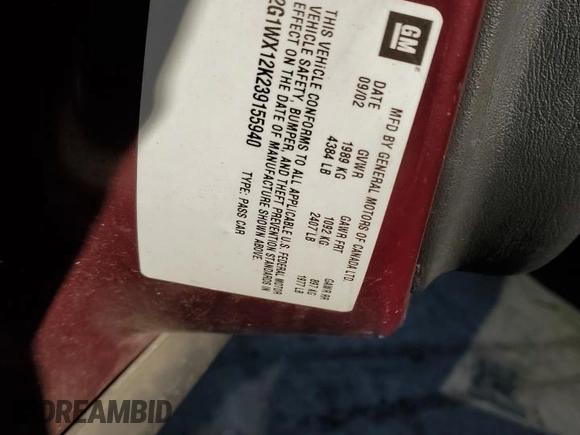 GM
MFD BY GENERAL MOTORS OF CANADA LTD
DATE GVWR GAWR FRT GAWR RR
09/02 1989 KG 1092 KG 897 KG
4384 LB 2407 LB 1977 LB
THIS VEHICLE CONFORMS TO ALL APPLICABLE U.S. FEDERAL MOTOR
VEHICLE SAFETY, BUMPER, AND THEFT PREVENTION STANDARDS IN
EFFECT ON THE DATE OF MANUFACTURE SHOWN ABOVE.
2G1WX12K239155940 TYPE: PASS CAR
DREAMBID